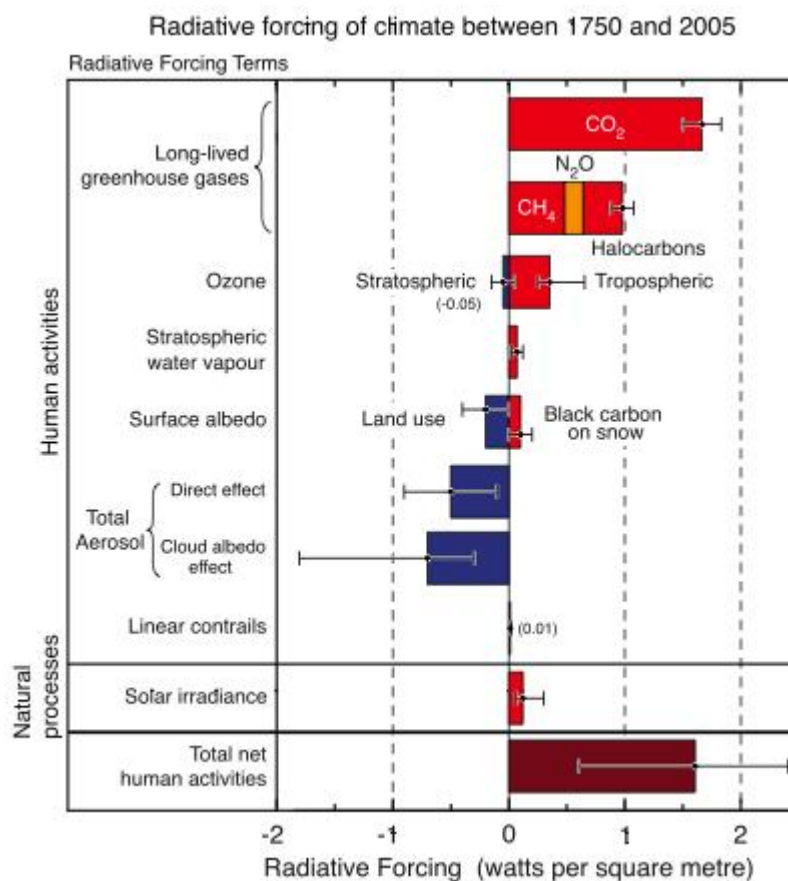 Radiative forcing of climate between 1750 and 2005
Radiative Forcing Terms
Human activities
Long-lived
greenhouse gases
CO₂
N₂O
CH₄
Halocarbons
Ozone
Stratospheric
(-0.05)
Tropospheric
Stratospheric
water vapour
Surface albedo
Land use
Black carbon
on snow
Total
Aerosol
Direct effect
Cloud albedo
effect
Linear contrails
(0.01)
Natural
processes
Solar irradiance
Total net
human activities
-2 -1 0 1 2
Radiative Forcing (watts per square metre)